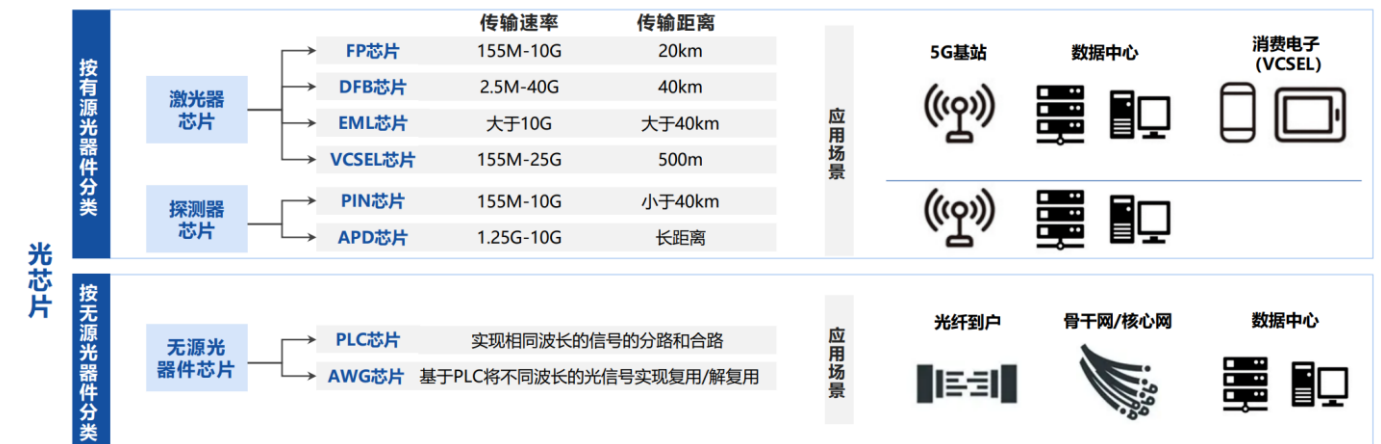 光芯片
按有源光器件分类
传输速率 传输距离
激光器
芯片
FP芯片 155M-10G 20km
DFB芯片 2.5M-40G 40km
EML芯片 大于10G 大于40km
VCSEL芯片 155M-25G 500m
探测器
芯片
PIN芯片 155M-10G 小于40km
APD芯片 1.25G-10G 长距离
应用场景
5G基站 数据中心 消费电子
(VCSEL)
按无源光器件分类
无源光
器件芯片
PLC芯片 实现相同波长的信号的分路和合路
AWG芯片 基于PLC将不同波长的光信号实现复用/解复用
应用场景
光纤到户 骨干网/核心网 数据中心